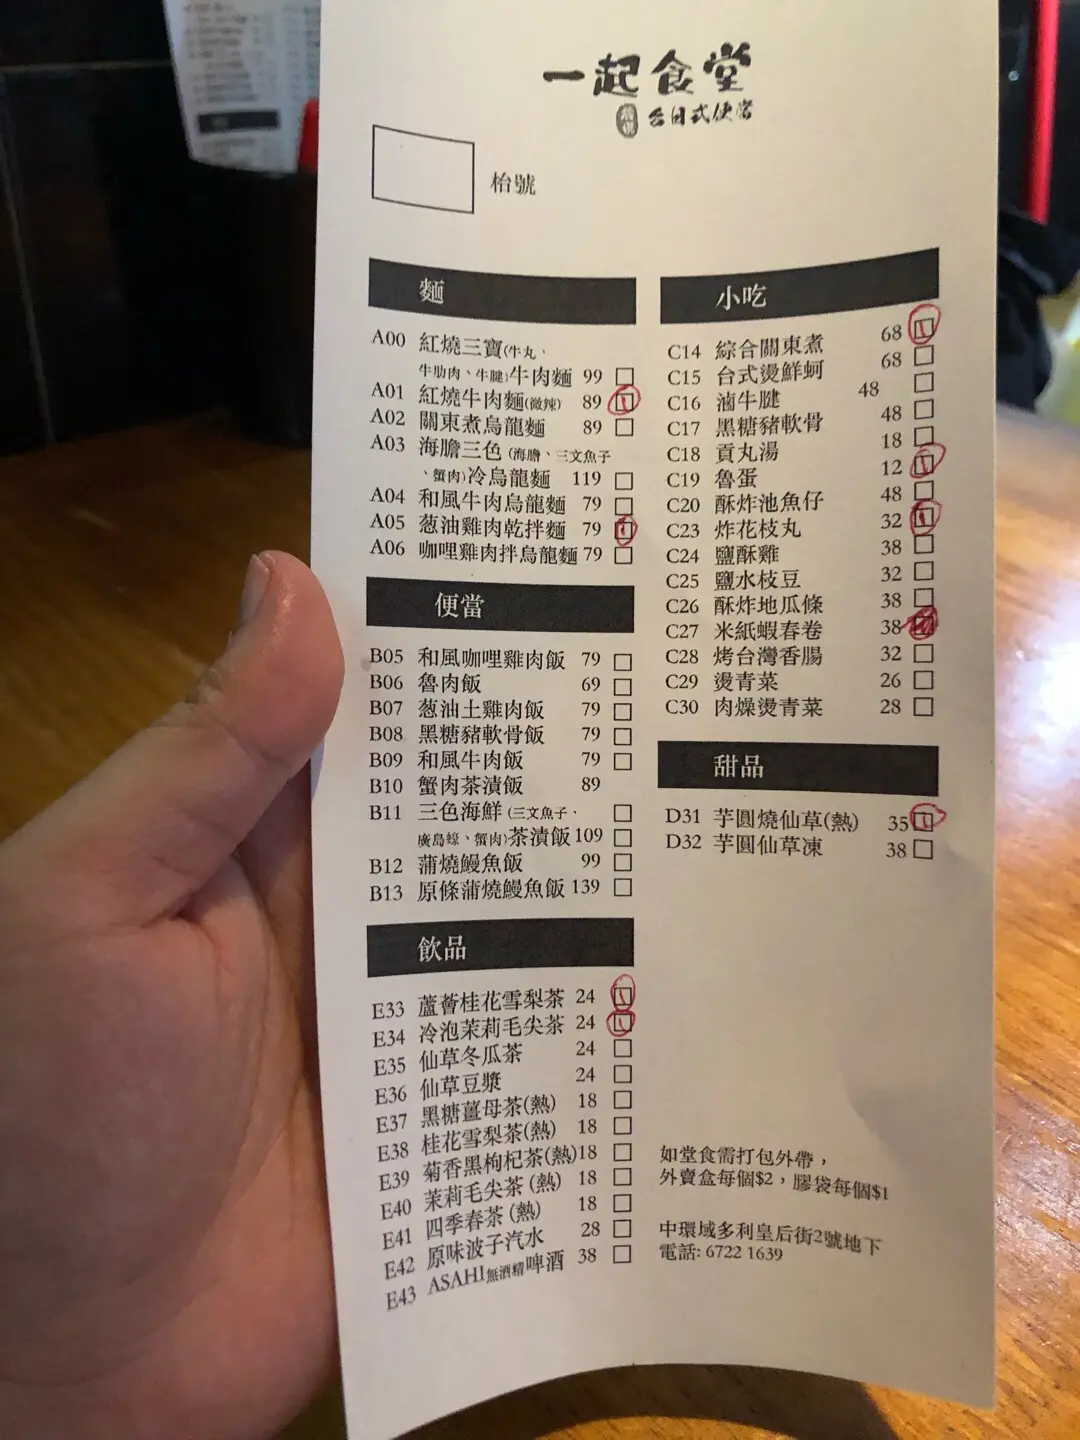 一起食堂
台日式便當
枱號
麵
A00 紅燒三寶(牛丸、
牛肋肉、牛腱)牛肉麵 99
A01 紅燒牛肉麵(微辣) 89
A02 關東煮烏龍麵 89
A03 海膽三色(海膽、三文魚子
、蟹肉)冷烏龍麵 119
A04 和風牛肉烏龍麵 79
A05 葱油雞肉乾拌麵 79
A06 咖哩雞肉拌烏龍麵 79
便當
B05 和風咖哩雞肉飯 79
B06 魯肉飯 69
B07 葱油土雞肉飯 79
B08 黑糖豬軟骨飯 79
B09 和風牛肉飯 79
B10 蟹肉茶漬飯 89
B11 三色海鮮(三文魚子、
廣島蠔、蟹肉)茶漬飯 109
B12 蒲燒鰻魚飯 99
B13 原條蒲燒鰻魚飯 139
飲品
E33 蘆薈桂花雪梨茶 24
E34 冷泡茉莉毛尖茶 24
E35 仙草冬瓜茶 24
E36 仙草豆漿 24
E37 黑糖薑母茶(熱) 18
E38 桂花雪梨茶(熱) 18
E39 菊香黑枸杞茶(熱) 18
E40 茉莉毛尖茶(熱) 18
E41 四季春茶(熱) 18
E42 原味波子汽水 28
E43 ASAHI無酒精啤酒 38
小吃
C14 綜合關東煮 68
C15 台式燙鮮蚵 68
C16 滷牛腱 48
C17 黑糖豬軟骨 48
C18 貢丸湯 18
C19 魯蛋 12
C20 酥炸池魚仔 48
C23 炸花枝丸 32
C24 鹽酥雞 38
C25 鹽水枝豆 32
C26 酥炸地瓜條 38
C27 米紙蝦春卷 38
C28 烤台灣香腸 32
C29 燙青菜 26
C30 肉燥燙青菜 28
甜品
D31 芋圓燒仙草(熱) 35
D32 芋圓仙草凍 38
如堂食需打包外帶，
外賣盒每個$2，膠袋每個$1
中環域多利皇后街2號地下
電話: 6722 1639